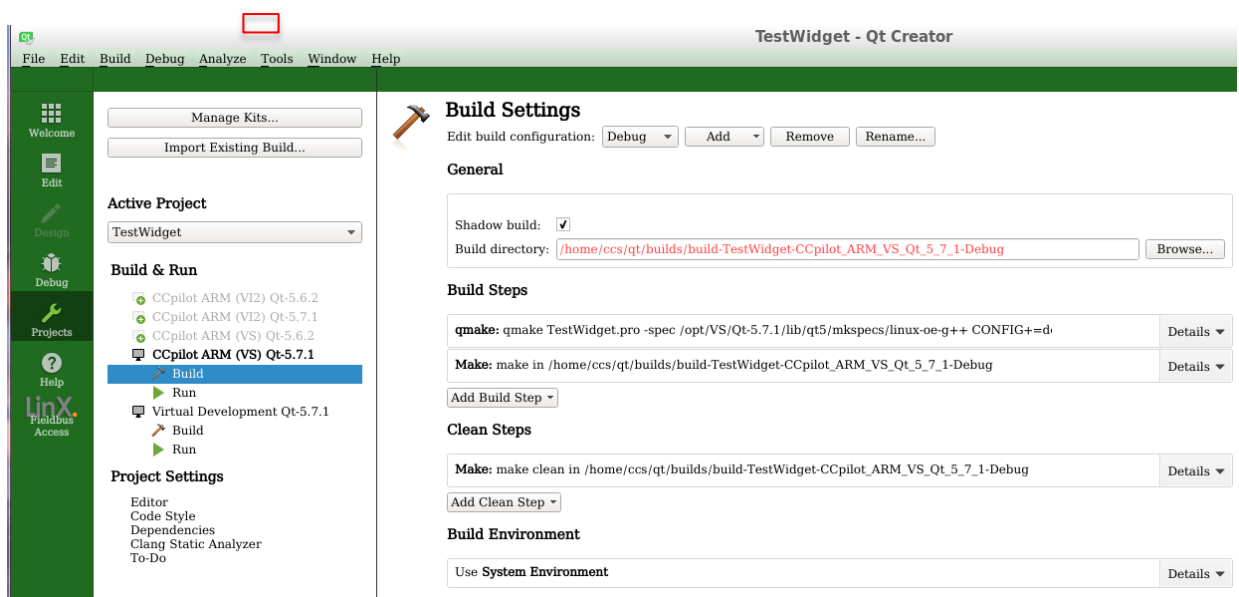 TestWidget - Qt Creator
File Edit Build Debug Analyze Tools Window Help
Welcome
Edit
Design
Debug
Projects
Help
LinX.
Fieldbus
Access
Manage Kits...
Import Existing Build...
Active Project
TestWidget
Build & Run
CCpilot ARM (VI2) Qt-5.6.2
CCpilot ARM (VI2) Qt-5.7.1
CCpilot ARM (VS) Qt-5.6.2
CCpilot ARM (VS) Qt-5.7.1
Build
Run
Virtual Development Qt-5.7.1
Build
Run
Project Settings
Editor
Code Style
Dependencies
Clang Static Analyzer
To-Do
Build Settings
Edit build configuration: Debug Add Remove Rename...
General
Shadow build:
Build directory: /home/ccs/qt/builds/build-TestWidget-CCpilot_ARM_VS_Qt_5_7_1-Debug Browse...
Build Steps
qmake: qmake TestWidget.pro -spec /opt/VS/Qt-5.7.1/lib/qt5/mkspecs/linux-oe-g++ CONFIG+=de Details
Make: make in /home/ccs/qt/builds/build-TestWidget-CCpilot_ARM_VS_Qt_5_7_1-Debug Details
Add Build Step
Clean Steps
Make: make clean in /home/ccs/qt/builds/build-TestWidget-CCpilot_ARM_VS_Qt_5_7_1-Debug Details
Add Clean Step
Build Environment
Use System Environment Details